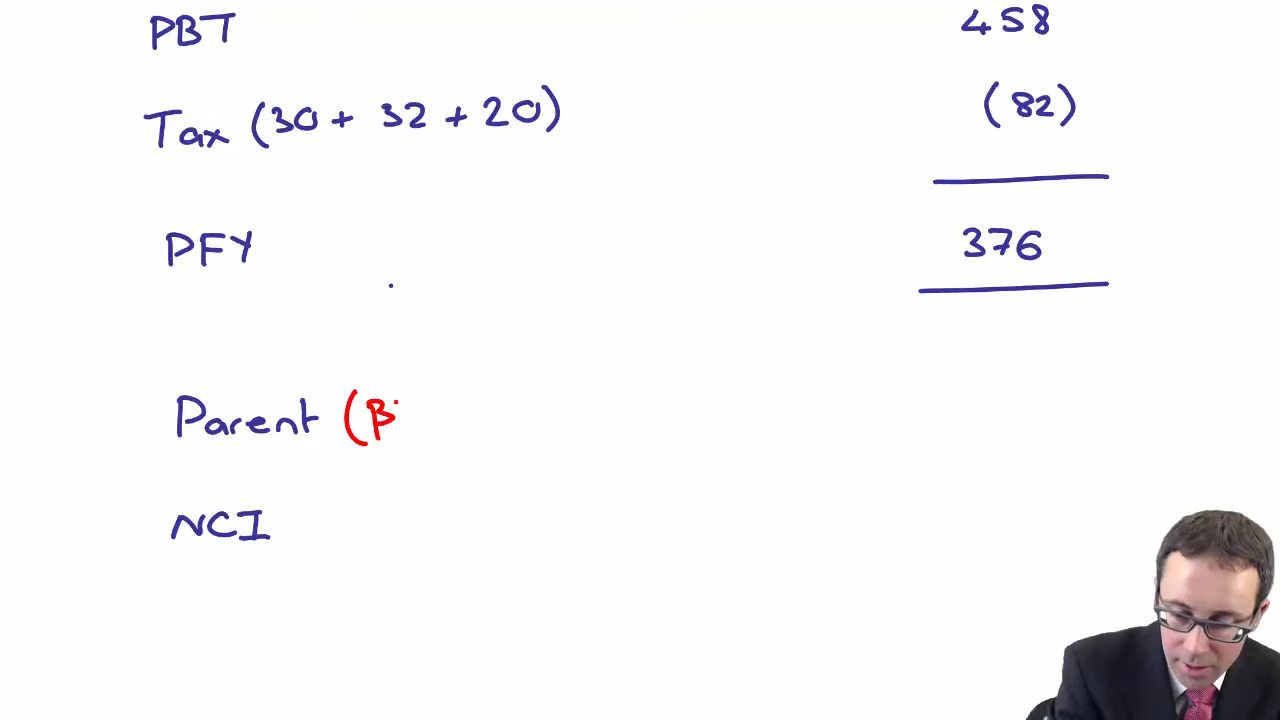 PBT 458
Tax (30 + 32 + 20) (82)
PFY 376
Parent (B
NCI